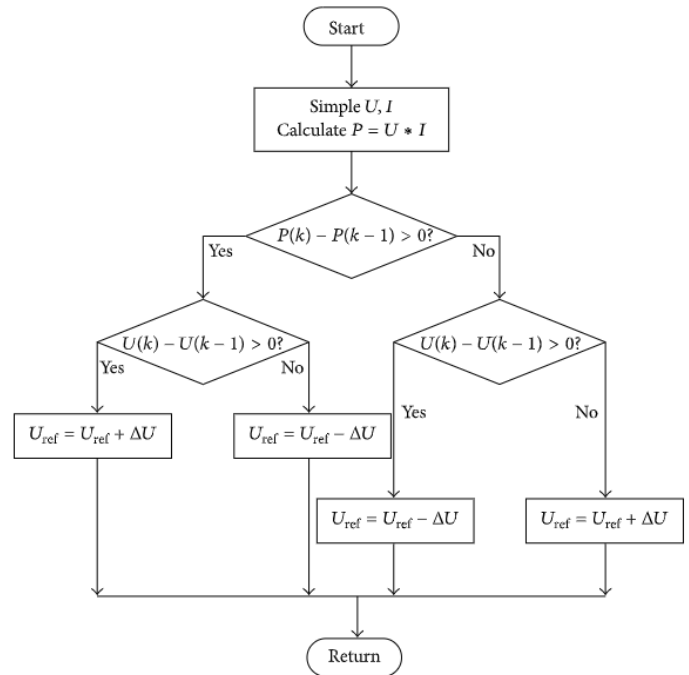 Start
Simple U, I
Calculate P = U ∗ I
P(k) − P(k − 1) > 0?
Yes
No
U(k) − U(k − 1) > 0?
U(k) − U(k − 1) > 0?
Yes
No
Yes
No
U_ref = U_ref + ΔU
U_ref = U_ref − ΔU
U_ref = U_ref − ΔU
U_ref = U_ref + ΔU
Return